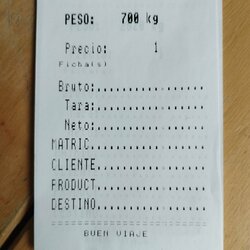 PESO: 700 kg
Precio: 1
Ficha(s)
Bruto:...............
Tara:...............
Neto:...............
MATRIC...............
CLIENTE...............
PRODUCT...............
DESTINO...............
BUEN VIAJE